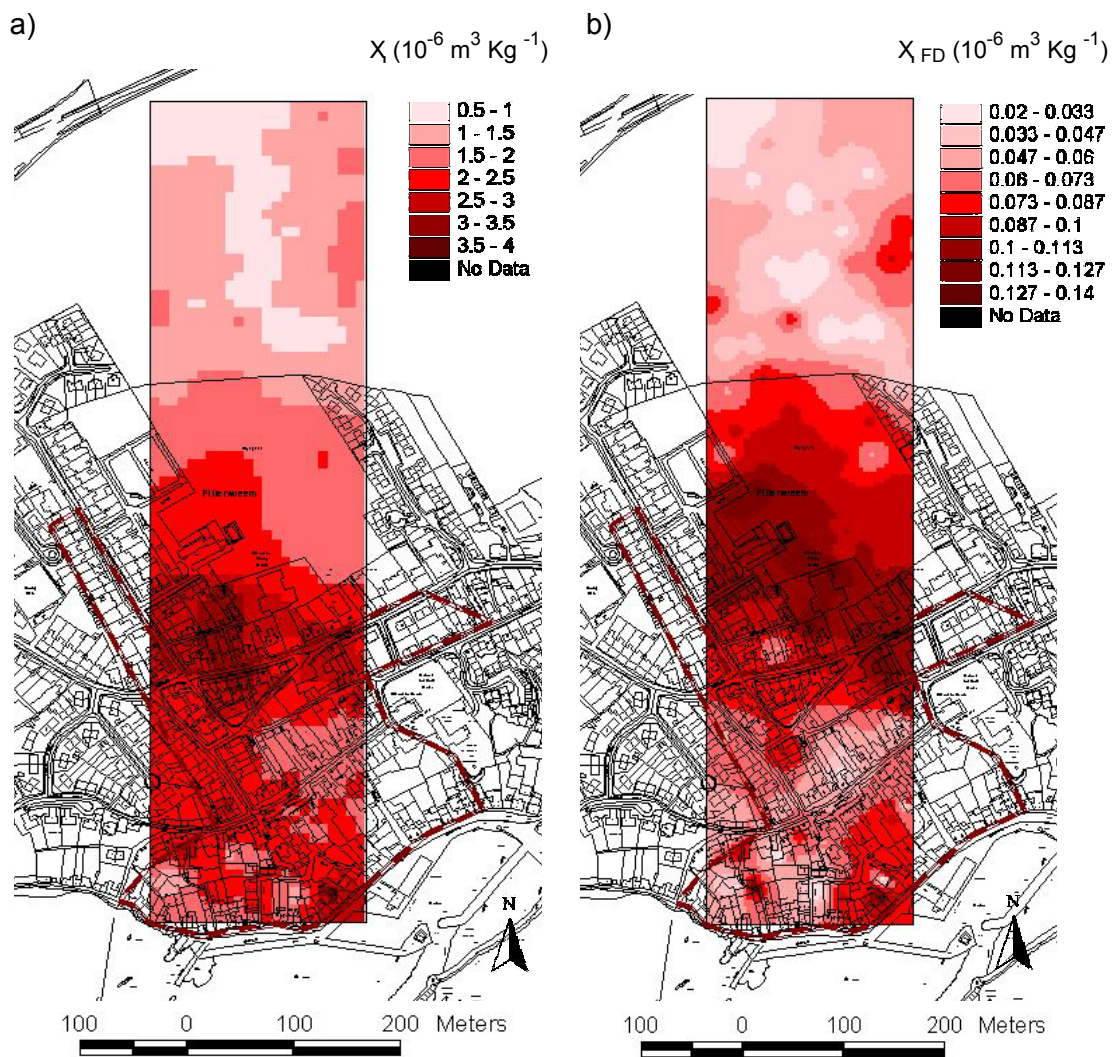 a)
X (10⁻⁶ m³ Kg ⁻¹)
0.5 - 1
1 - 1.5
1.5 - 2
2 - 2.5
2.5 - 3
3 - 3.5
3.5 - 4
No Data
Pittenweem
N
100 0 100 200 Meters
b)
X FD (10⁻⁶ m³ Kg ⁻¹)
0.02 - 0.033
0.033 - 0.047
0.047 - 0.06
0.06 - 0.073
0.073 - 0.087
0.087 - 0.1
0.1 - 0.113
0.113 - 0.127
0.127 - 0.14
No Data
Pittenweem
N
100 0 100 200 Meters